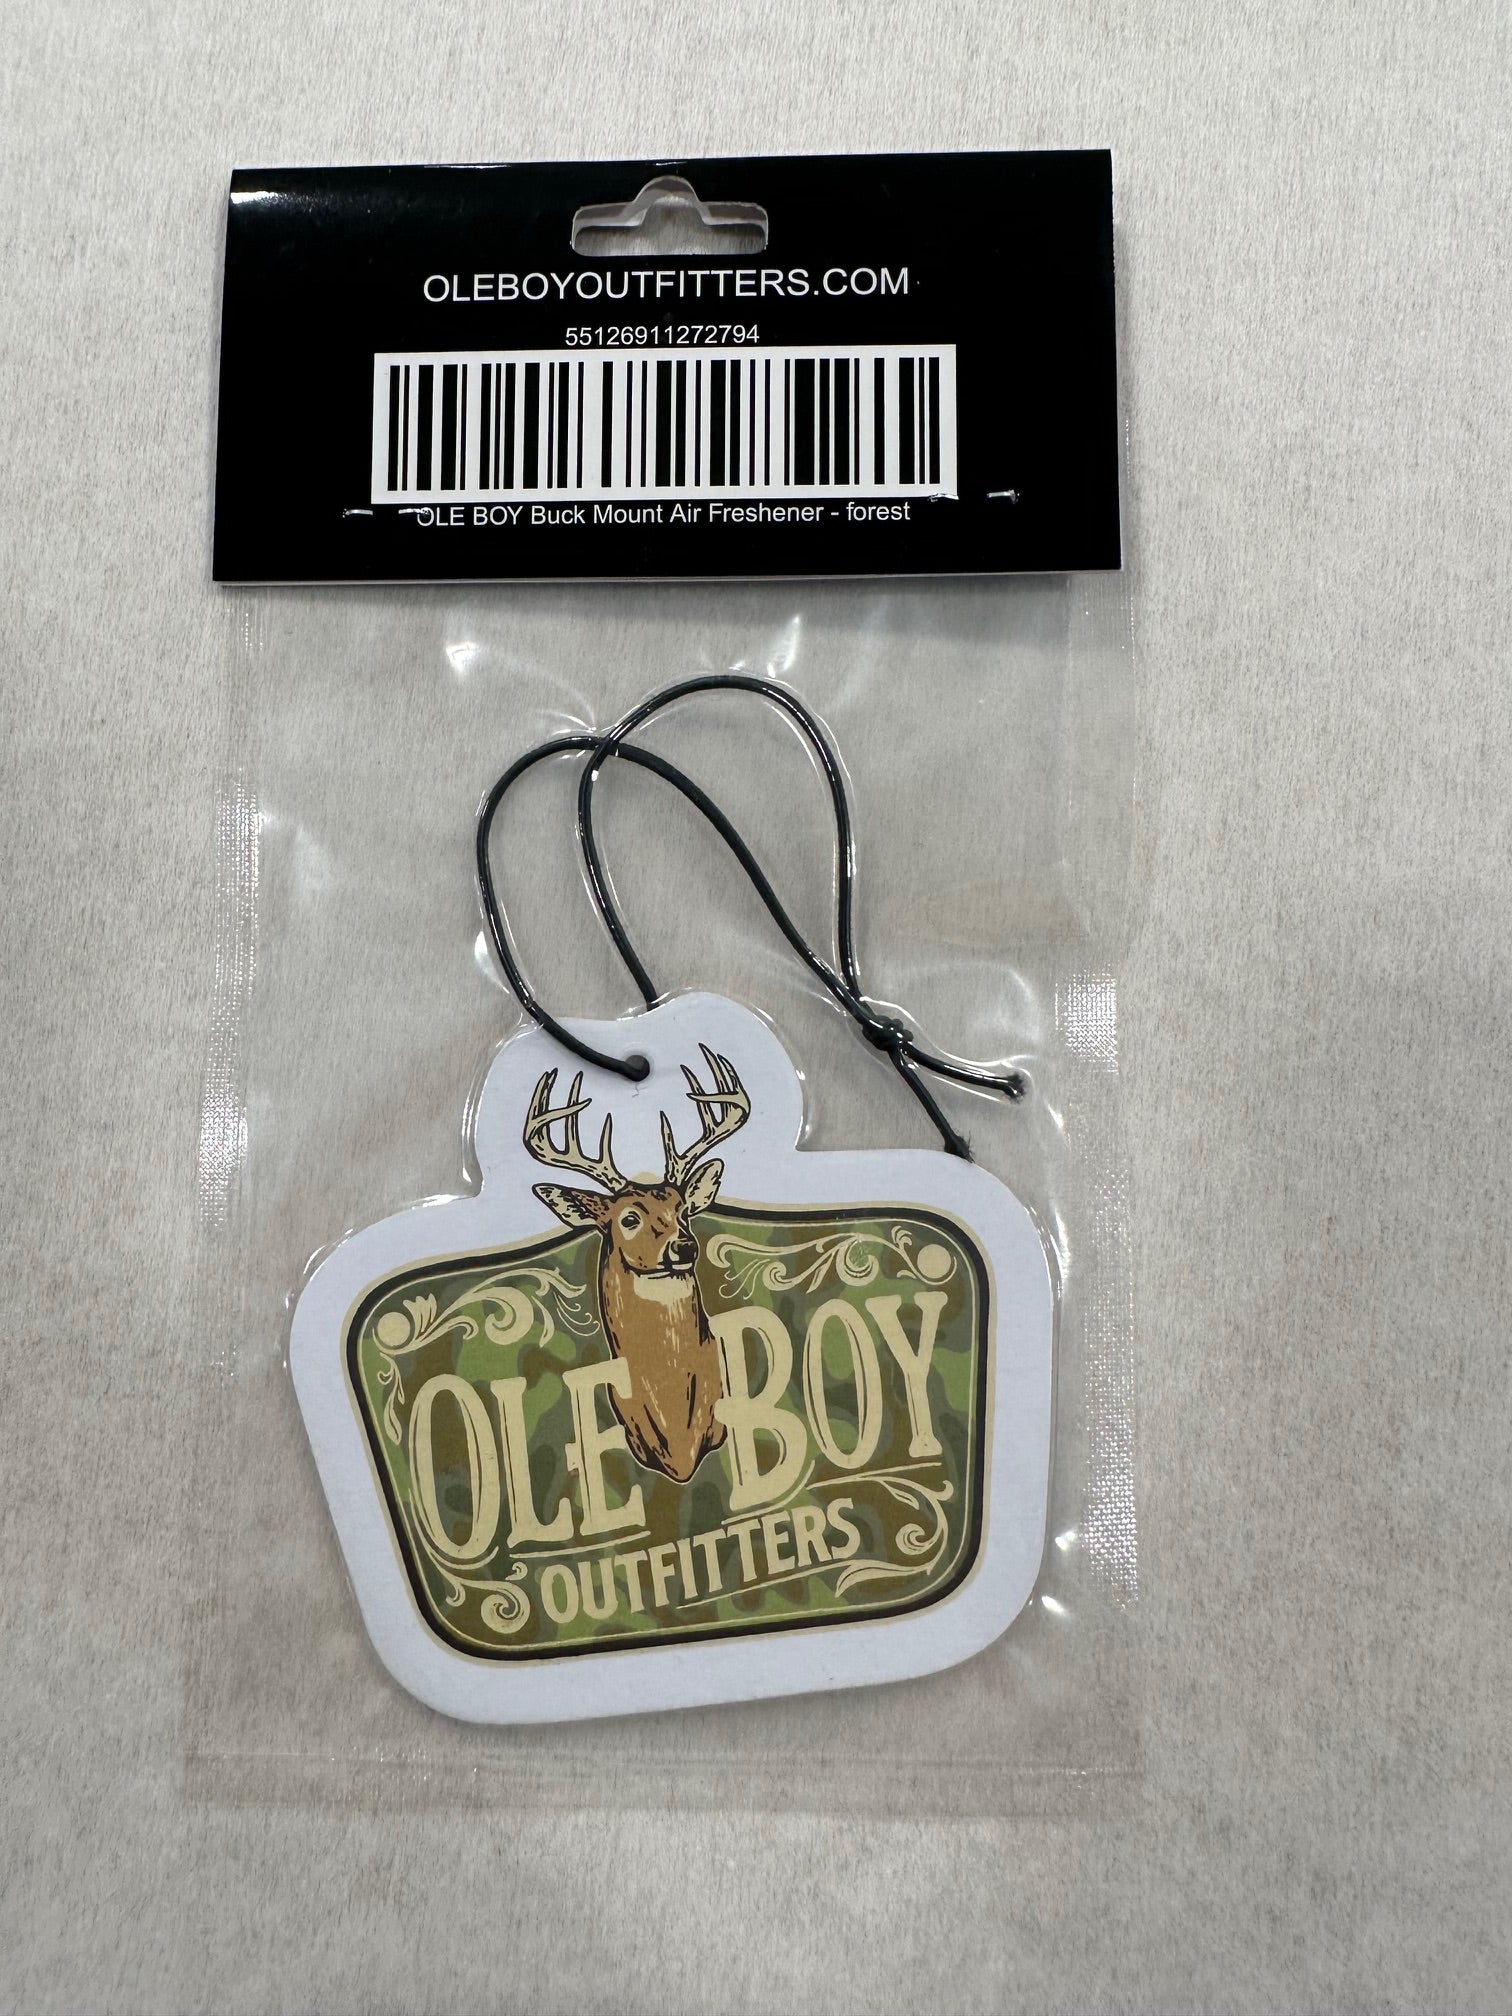 OLEBOYOUTFITTERS.COM
55126911272794
OLE BOY Buck Mount Air Freshener - forest
OLE BOY
OUTFITTERS